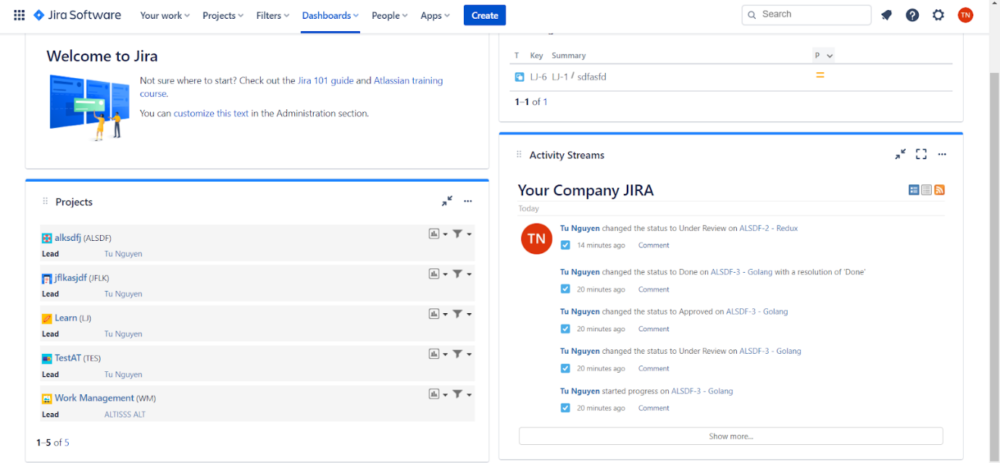 Jira Software Your work Projects Filters Dashboards People Apps Create Search TN
Welcome to Jira
Not sure where to start? Check out the Jira 101 guide and Atlassian training
course.
You can customize this text in the Administration section.
Projects
alksdfj (ALSDF)
Lead Tu Nguyen
jflkasjdf (JFLK)
Lead Tu Nguyen
Learn (LJ)
Lead Tu Nguyen
TestAT (TES)
Lead Tu Nguyen
Work Management (WM)
Lead ALTISSS ALT
1–5 of 5
T Key Summary P
LJ-6 LJ-1 / sdfasfd
1–1 of 1
Activity Streams
Your Company JIRA
Today
TN
Tu Nguyen changed the status to Under Review on ALSDF-2 - Redux
14 minutes ago Comment
Tu Nguyen changed the status to Done on ALSDF-3 - Golang with a resolution of 'Done'
20 minutes ago Comment
Tu Nguyen changed the status to Approved on ALSDF-3 - Golang
20 minutes ago Comment
Tu Nguyen changed the status to Under Review on ALSDF-3 - Golang
20 minutes ago Comment
Tu Nguyen started progress on ALSDF-3 - Golang
20 minutes ago Comment
Show more...